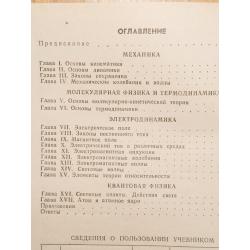 ОГЛАВЛЕНИЕ
Предисловие
МЕХАНИКА
Глава I. Основы кинематики
Глава II. Основы динамики
Глава III. Законы сохранения
Глава IV. Механические колебания и волны
МОЛЕКУЛЯРНАЯ ФИЗИКА И ТЕРМОДИНАМИКА
Глава V. Основы молекулярно-кинетической теории
Глава VI. Основы термодинамики
ЭЛЕКТРОДИНАМИКА
Глава VII. Электрическое поле
Глава VIII. Законы постоянного тока
Глава IX. Магнитное поле
Глава X. Электрический ток в различных средах
Глава XI. Электромагнитная индукция
Глава XII. Электромагнитные колебания
Глава XIII. Электромагнитные волны
Глава XIV. Световые волны
Глава XV. Элементы теории относительности
КВАНТОВАЯ ФИЗИКА
Глава XVI. Световые кванты. Действия света
Глава XVII. Атом и атомное ядро
Приложения
Ответы
СВЕДЕНИЯ О ПОЛЬЗОВАНИИ УЧЕБНИКОМ